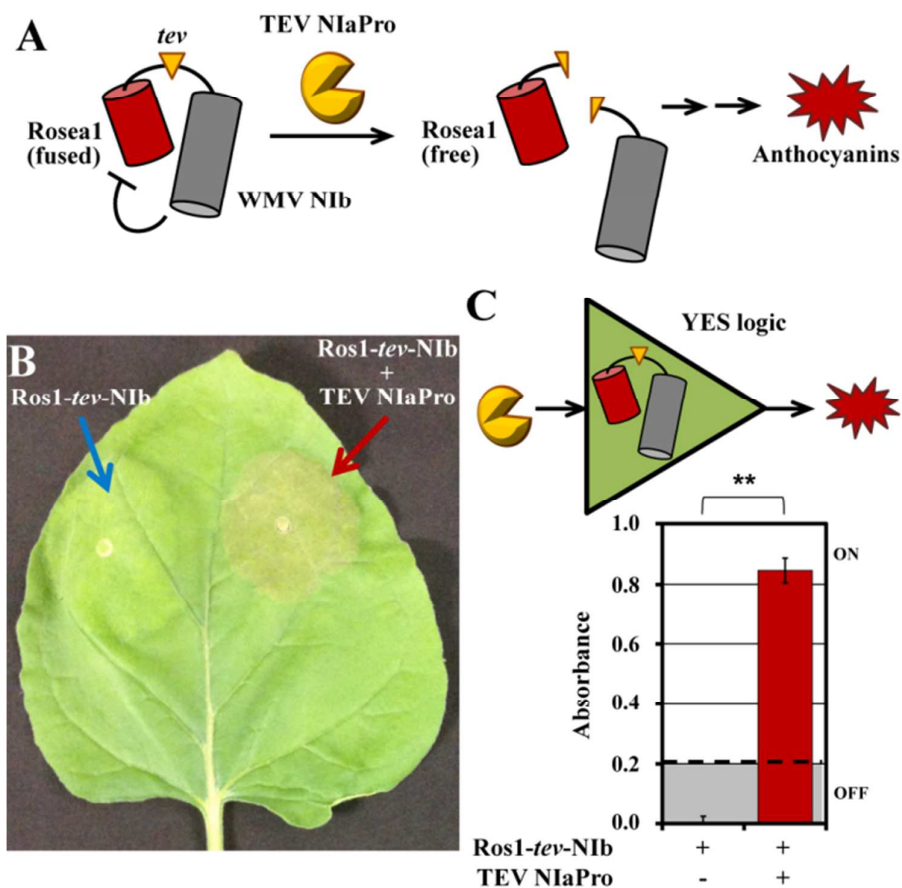 A
tev
TEV NIaPro
Rosea1
(fused)
WMV NIb
Rosea1
(free)
Anthocyanins
B
Ros1-tev-NIb
Ros1-tev-NIb
+
TEV NIaPro
C
YES logic
**
1.0
0.8
0.6
0.4
0.2
0.0
Absorbance
ON
OFF
Ros1-tev-NIb + +
TEV NIaPro - +